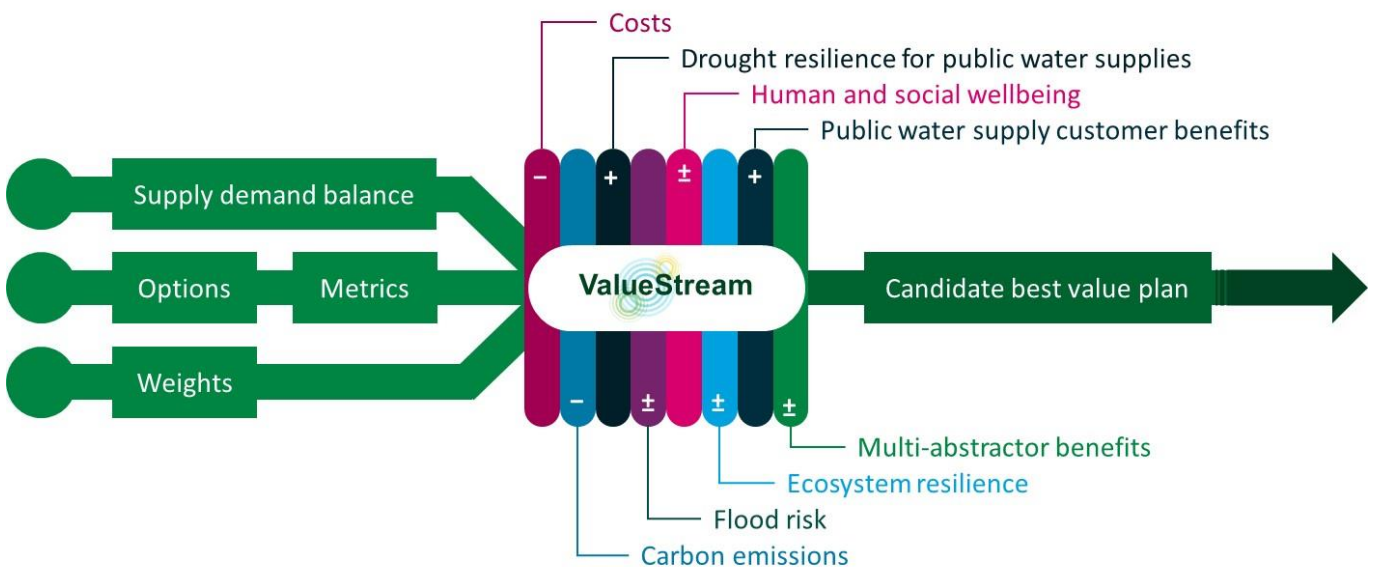 Costs
Drought resilience for public water supplies
Human and social wellbeing
Public water supply customer benefits
− + ± +
Supply demand balance
Options
Metrics
ValueStream
Candidate best value plan
Weights
− ± ± ±
Multi-abstractor benefits
Ecosystem resilience
Flood risk
Carbon emissions